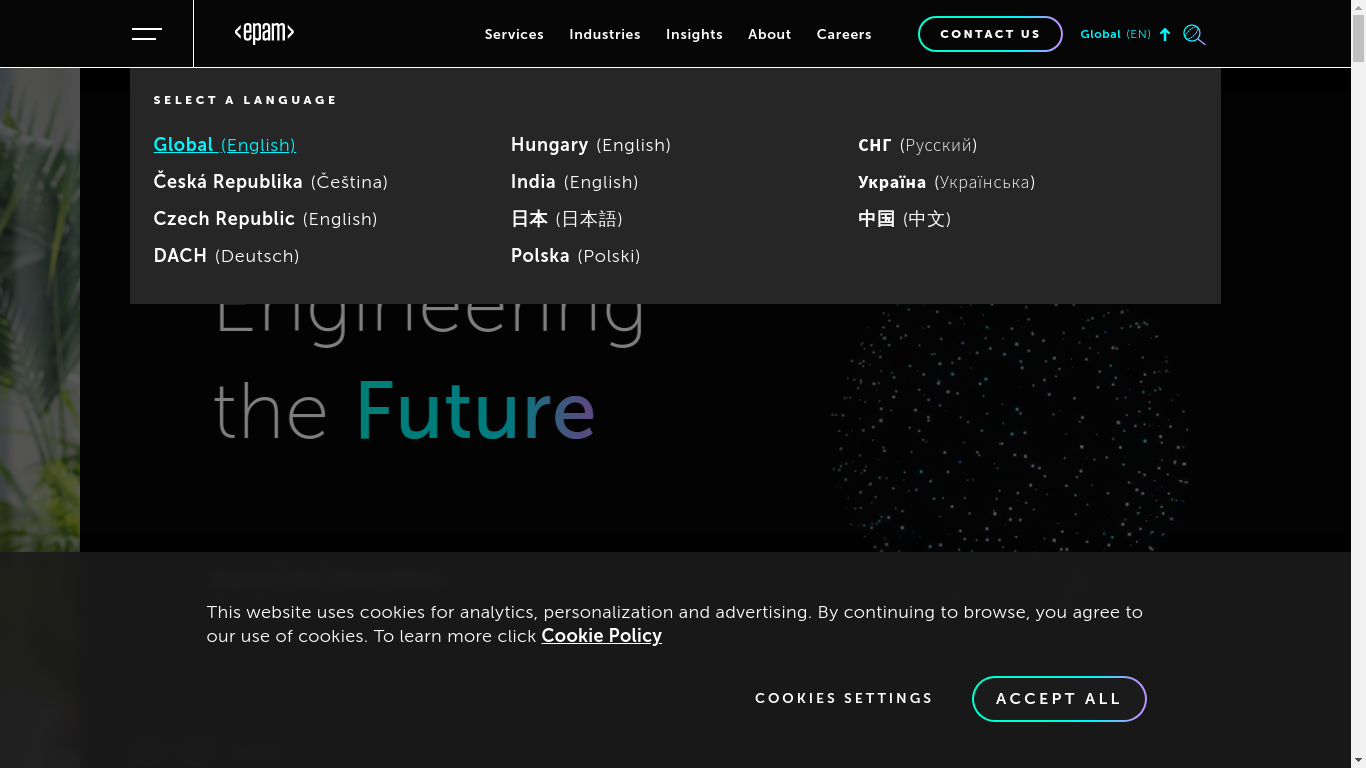 <epam>
Services Industries Insights About Careers CONTACT US Global (EN)
SELECT A LANGUAGE
Global (English)
Česká Republika (Čeština)
Czech Republic (English)
DACH (Deutsch)
Hungary (English)
India (English)
日本 (日本語)
Polska (Polski)
СНГ (Русский)
Україна (Українська)
中国 (中文)
Engineering
the Future
This website uses cookies for analytics, personalization and advertising. By continuing to browse, you agree to
our use of cookies. To learn more click Cookie Policy
COOKIES SETTINGS ACCEPT ALL